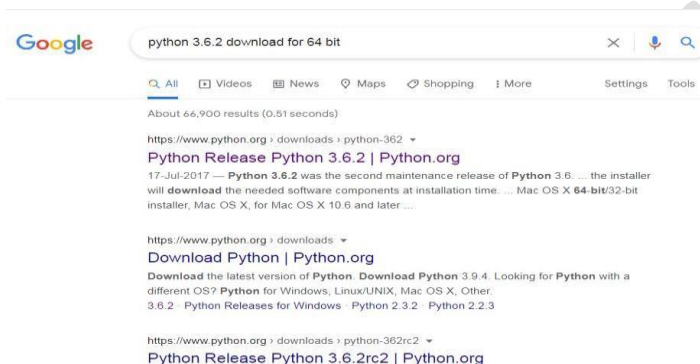 Google
python 3.6.2 download for 64 bit
All Videos News Maps Shopping More Settings Tools
About 66,900 results (0.51 seconds)
https://www.python.org › downloads › python-362
Python Release Python 3.6.2 | Python.org
17-Jul-2017 — Python 3.6.2 was the second maintenance release of Python 3.6. ... the installer
will download the needed software components at installation time. ... Mac OS X 64-bit/32-bit
installer, Mac OS X, for Mac OS X 10.6 and later ...
https://www.python.org › downloads
Download Python | Python.org
Download the latest version of Python. Download Python 3.9.4. Looking for Python with a
different OS? Python for Windows, Linux/UNIX, Mac OS X, Other.
3.6.2 · Python Releases for Windows · Python 2.3.2 · Python 2.2.3
https://www.python.org › downloads › python-362rc2
Python Release Python 3.6.2rc2 | Python.org